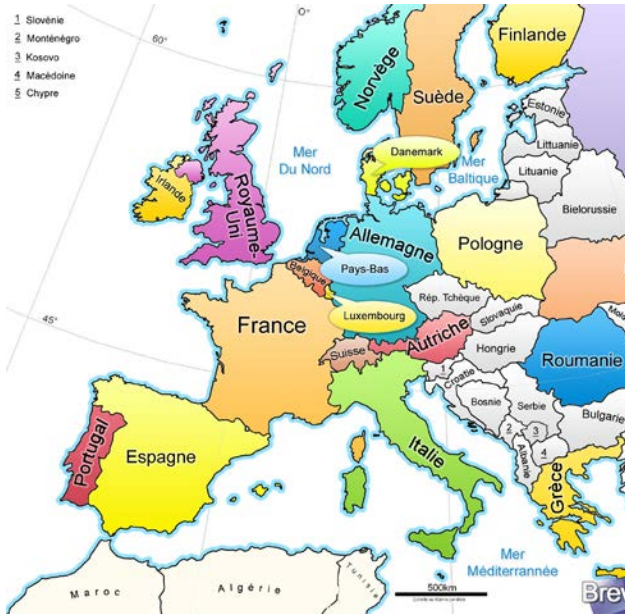 1 Slovénie
2 Monténégro
3 Kosovo
4 Macédoine
5 Chypre
60°
0°
45°
Finlande
Norvège
Suède
Estonie
Mer
Du Nord
Danemark
Mer
Baltique
Littuanie
Lituanie
Bielorussie
Irlande
Royaume-
Uni
Allemagne
Pologne
Pays-Bas
Belgique
Luxembourg
Rép. Tchèque
Slovaquie
France
Suisse
Autriche
Hongrie
Mold
Roumanie
1
Croatie
Bosnie
Serbie
Bulgarie
2
3
4
Albanie
Portugal
Espagne
Italie
Grèce
Mer
Méditerrannée
Maroc
Algérie
Tunisie
500km
Brev